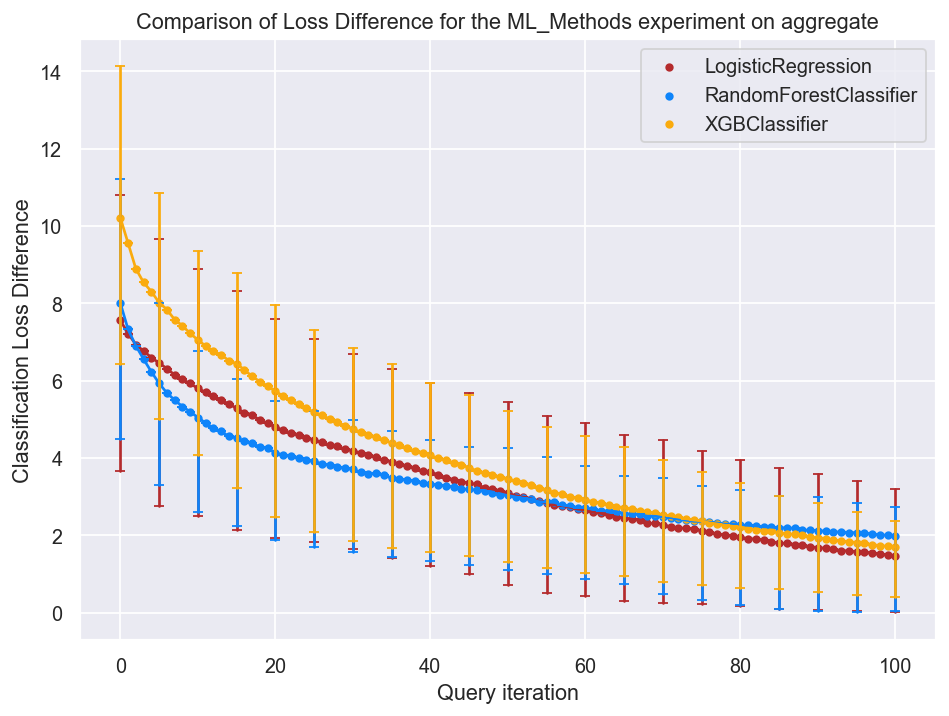 Comparison of Loss Difference for the ML_Methods experiment on aggregate
LogisticRegression
RandomForestClassifier
XGBClassifier
Classification Loss Difference
14
12
10
8
6
4
2
0
0 20 40 60 80 100
Query iteration